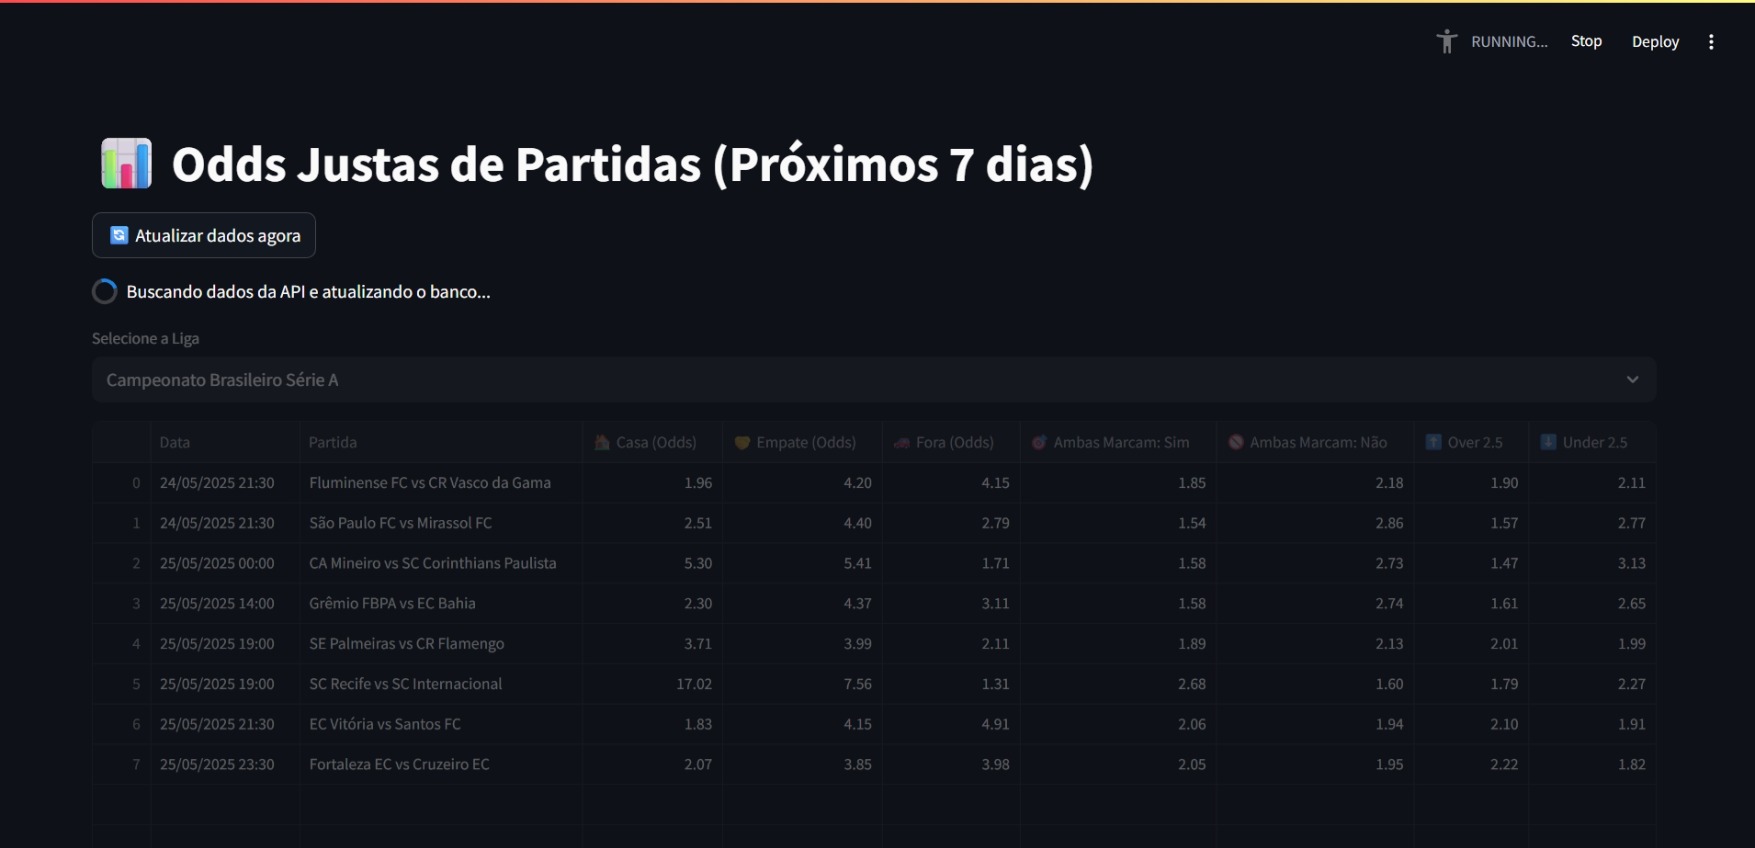 RUNNING... Stop Deploy
Odds Justas de Partidas (Próximos 7 dias)
Atualizar dados agora
Buscando dados da API e atualizando o banco...
Selecione a Liga
Campeonato Brasileiro Série A
Data Partida Casa (Odds) Empate (Odds) Fora (Odds) Ambas Marcam: Sim Ambas Marcam: Não Over 2.5 Under 2.5
0 24/05/2025 21:30 Fluminense FC vs CR Vasco da Gama 1.96 4.20 4.15 1.85 2.18 1.90 2.11
1 24/05/2025 21:30 São Paulo FC vs Mirassol FC 2.51 4.40 2.79 1.54 2.86 1.57 2.77
2 25/05/2025 00:00 CA Mineiro vs SC Corinthians Paulista 5.30 5.41 1.71 1.58 2.73 1.47 3.13
3 25/05/2025 14:00 Grêmio FBPA vs EC Bahia 2.30 4.37 3.11 1.58 2.74 1.61 2.65
4 25/05/2025 19:00 SE Palmeiras vs CR Flamengo 3.71 3.99 2.11 1.89 2.13 2.01 1.99
5 25/05/2025 19:00 SC Recife vs SC Internacional 17.02 7.56 1.31 2.68 1.60 1.79 2.27
6 25/05/2025 21:30 EC Vitória vs Santos FC 1.83 4.15 4.91 2.06 1.94 2.10 1.91
7 25/05/2025 23:30 Fortaleza EC vs Cruzeiro EC 2.07 3.85 3.98 2.05 1.95 2.22 1.82